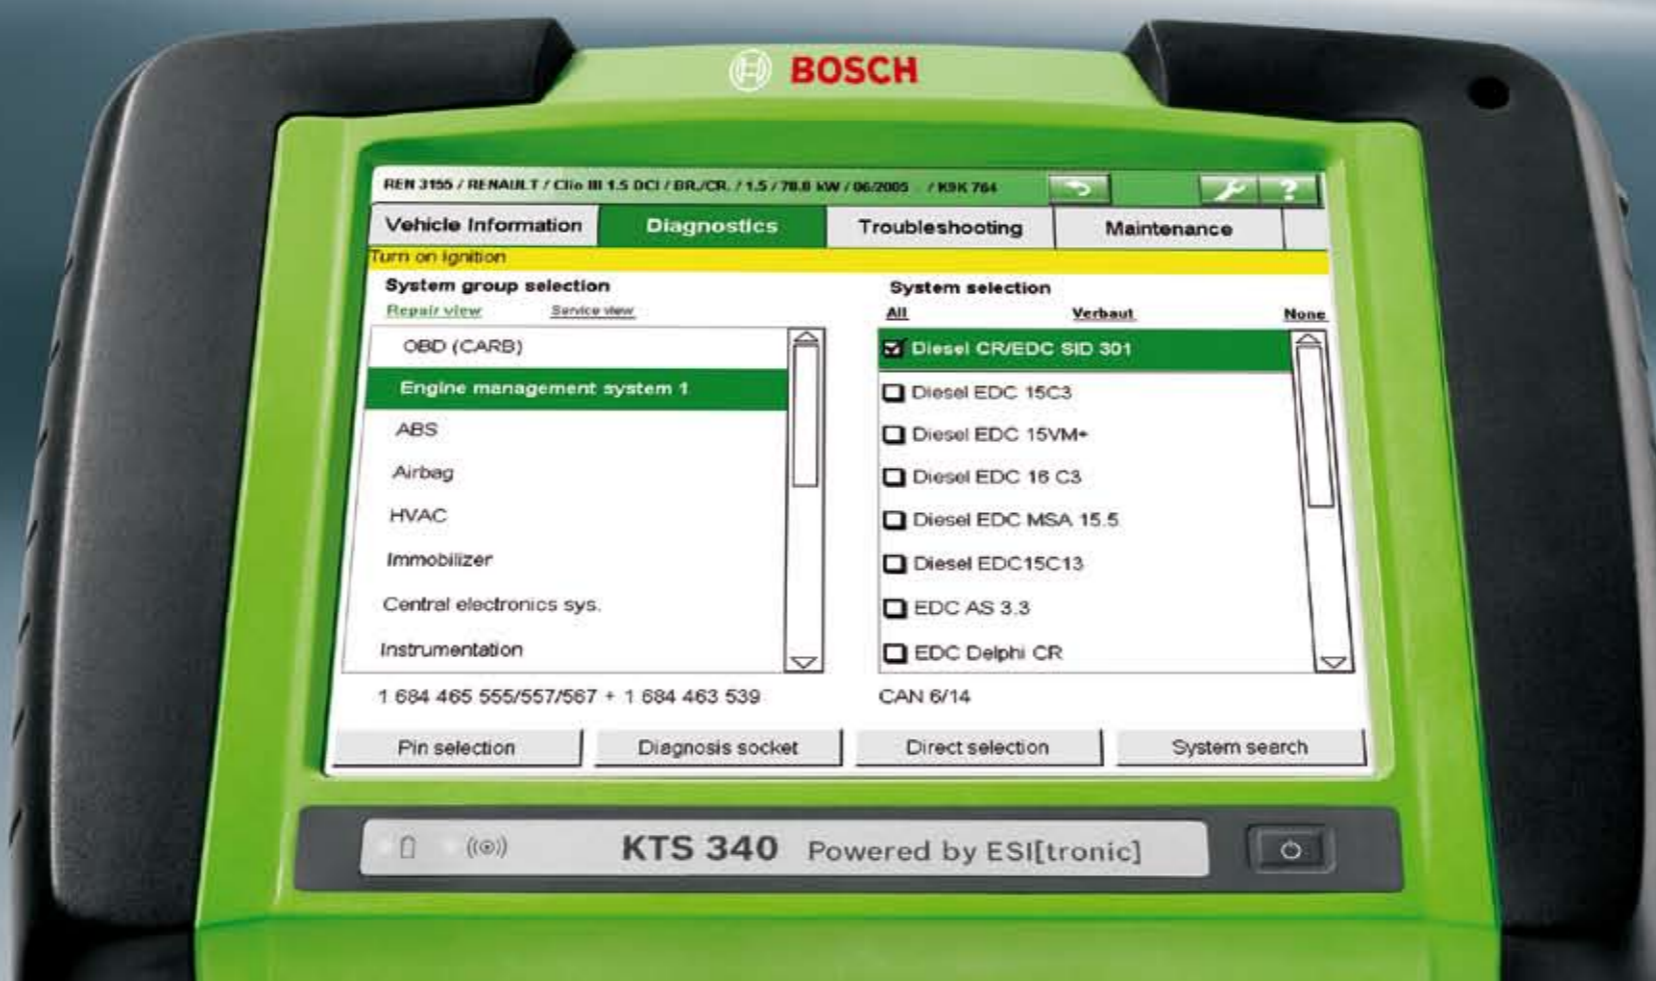 BOSCH
REN 3155 / RENAULT / Clio III 1.5 DCI / BR./CR. / 1.5 / 78.0 kW / 06/2005 / K9K 764
?
Vehicle Information Diagnostics Troubleshooting Maintenance
Turn on ignition
System group selection
System selection
Repair view Service view
All Verbaut None
OBD (CARB)
Engine management system 1
ABS
Airbag
HVAC
Immobilizer
Central electronics sys.
Instrumentation
Diesel CR/EDC SID 301
Diesel EDC 15C3
Diesel EDC 15VM+
Diesel EDC 16 C3
Diesel EDC MSA 15.5
Diesel EDC15C13
EDC AS 3.3
EDC Delphi CR
1 684 465 555/557/567 + 1 684 463 539
CAN 6/14
Pin selection Diagnosis socket Direct selection System search
KTS 340 Powered by ESI[tronic]